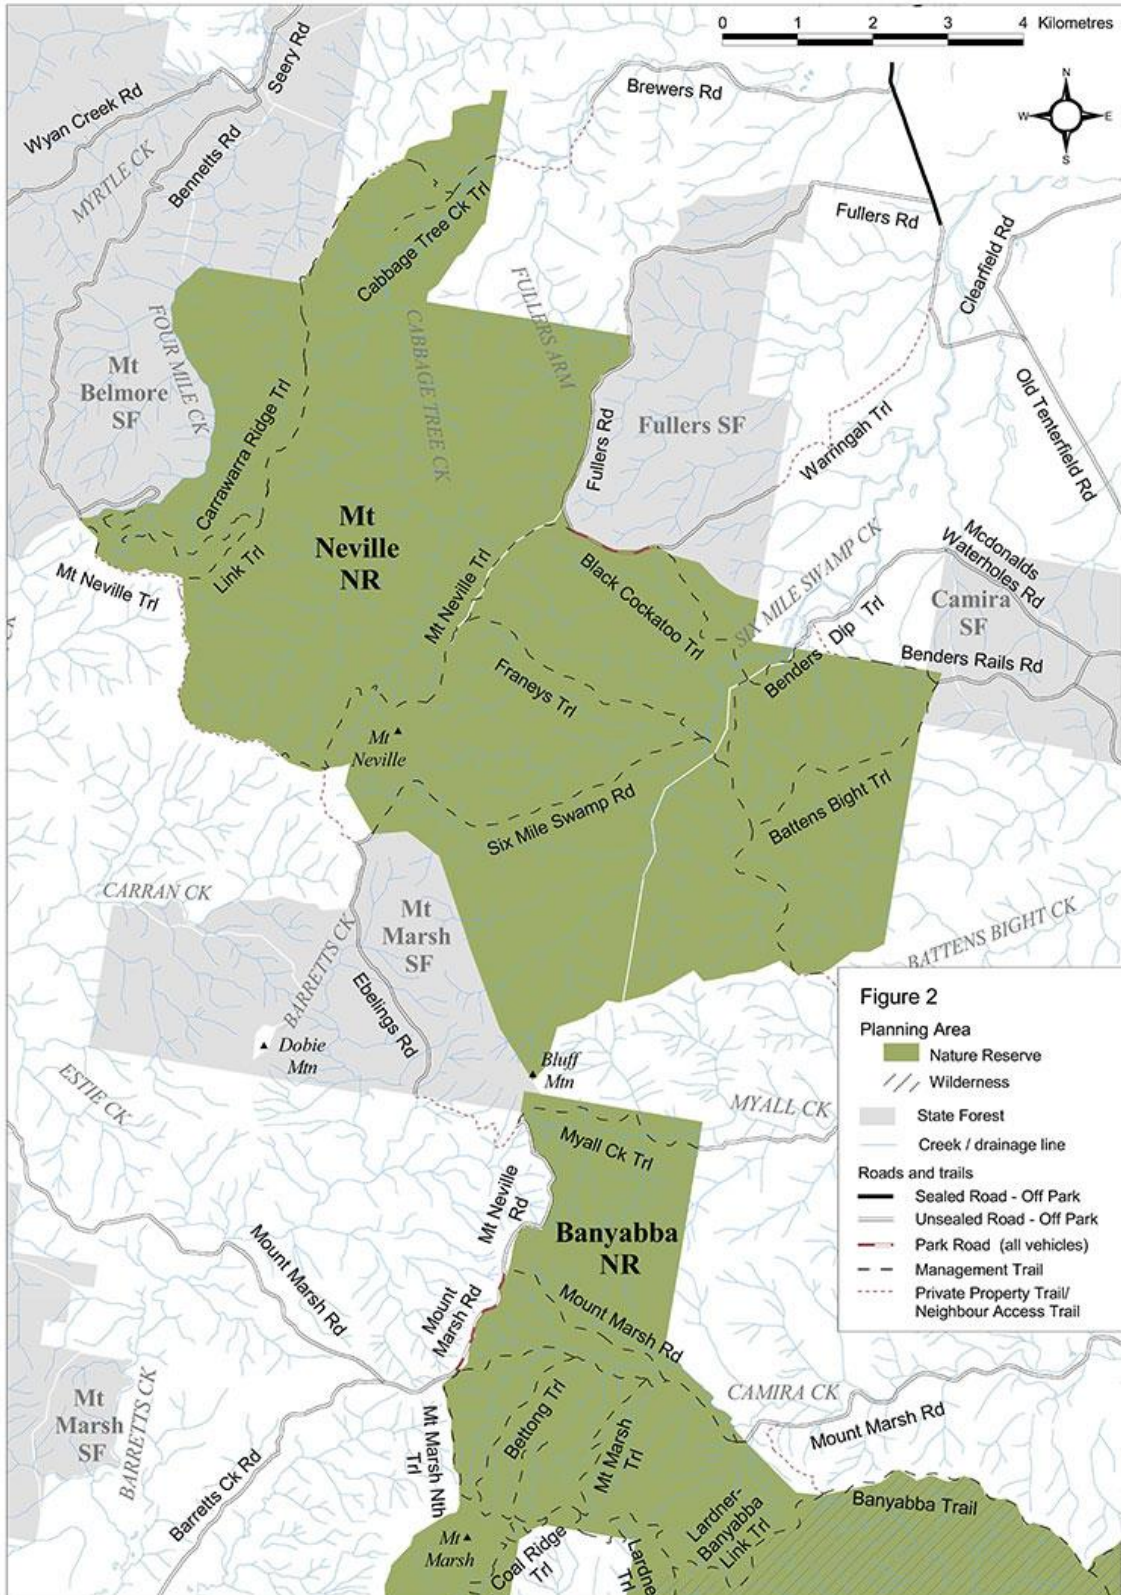 0 1 2 3 4 Kilometres
N
W E
S
Seery Rd
Wyan Creek Rd
Brewers Rd
MYRTLE CK
Bennetts Rd
Cabbage Tree Ck Trl
Fullers Rd
Clearfield Rd
FULLERS ARM
FOUR MILE CK
CABBAGE TREE CK
Mt
Belmore
SF
Carrawarra Ridge Trl
Fullers Rd
Fullers SF
Warringah Trl
Old Tenterfield Rd
Mt
Neville
NR
Link Trl
Mt Neville Trl
Mt Neville Trl
Black Cockatoo Trl
SIX MILE SWAMP CK
Mcdonalds
Waterholes Rd
Camira
SF
Benders Dip Trl
Benders Rails Rd
Franeys Trl
Mt
Neville
Six Mile Swamp Rd
Battens Bight Trl
CARRAN CK
Mt
Marsh
SF
BARRETTS CK
Ebelings Rd
BATTENS BIGHT CK
Dobie
Mtn
Bluff
Mtn
ESTIE CK
MYALL CK
Myall Ck Trl
Figure 2
Planning Area
Nature Reserve
Wilderness
State Forest
Creek / drainage line
Roads and trails
Sealed Road - Off Park
Unsealed Road - Off Park
Park Road (all vehicles)
Management Trail
Private Property Trail/
Neighbour Access Trail
Mt Neville
Rd
Banyabba
NR
Mount Marsh Rd
Mount
Marsh Rd
Mount Marsh Rd
Mt
Marsh
SF
BARRETTS CK
CAMIRA CK
Mount Marsh Rd
Mt Marsh Nth
Trl
Bettong Trl
Mt Marsh
Trl
Barretts Ck Rd
Banyabba Trail
Lardner-
Banyabba
Link Trl
Mt
Marsh
Coal Ridge
Trl
Lardne
Trl